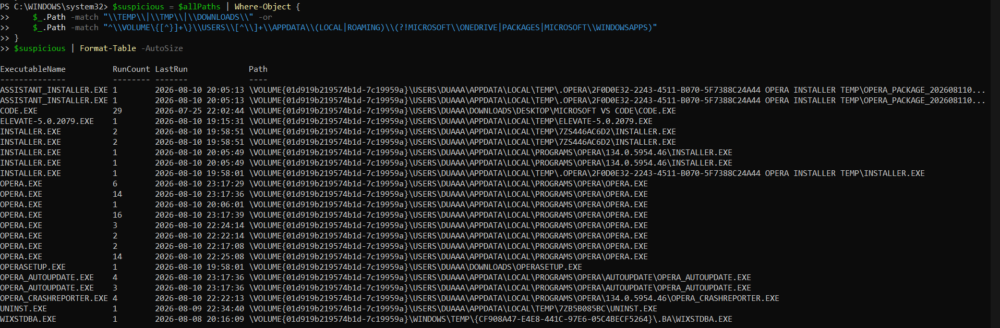 PS C:\WINDOWS\system32> $suspicious = $allPaths | Where-Object {
>>     $_.Path -match "\\TEMP\\|\\TMP\\|\\DOWNLOADS\\" -or
>>     $_.Path -match "^\\VOLUME\{[^}]+\}\\USERS\\[^\\]+\\APPDATA\\(LOCAL|ROAMING)\\(?!MICROSOFT\\ONEDRIVE|PACKAGES|MICROSOFT\\WINDOWSAPPS)"
>> }
>> $suspicious | Format-Table -AutoSize
ExecutableName          RunCount LastRun             Path
--------------          -------- -------             ----
ASSISTANT_INSTALLER.EXE 1        2026-08-10 20:05:13 \VOLUME{01d919b219574b1d-7c19959a}\USERS\DUAAA\APPDATA\LOCAL\TEMP\.OPERA\2F0D0E32-2243-4511-B070-5F7388C24A44 OPERA INSTALLER TEMP\OPERA_PACKAGE_202608110...
ASSISTANT_INSTALLER.EXE 1        2026-08-10 20:05:13 \VOLUME{01d919b219574b1d-7c19959a}\USERS\DUAAA\APPDATA\LOCAL\TEMP\.OPERA\2F0D0E32-2243-4511-B070-5F7388C24A44 OPERA INSTALLER TEMP\OPERA_PACKAGE_202608110...
CODE.EXE                29       2026-07-25 22:02:44 \VOLUME{01d919b219574b1d-7c19959a}\USERS\DUAAA\DOWNLOADS\DESKTOP\MICROSOFT VS CODE\CODE.EXE
ELEVATE-5.0.2079.EXE    1        2026-08-10 19:15:31 \VOLUME{01d919b219574b1d-7c19959a}\USERS\DUAAA\APPDATA\LOCAL\TEMP\ELEVATE-5.0.2079.EXE
INSTALLER.EXE           2        2026-08-10 19:58:51 \VOLUME{01d919b219574b1d-7c19959a}\USERS\DUAAA\APPDATA\LOCAL\TEMP\7ZS446AC6D2\INSTALLER.EXE
INSTALLER.EXE           2        2026-08-10 19:58:51 \VOLUME{01d919b219574b1d-7c19959a}\USERS\DUAAA\APPDATA\LOCAL\TEMP\7ZS446AC6D2\INSTALLER.EXE
INSTALLER.EXE           1        2026-08-10 20:05:49 \VOLUME{01d919b219574b1d-7c19959a}\USERS\DUAAA\APPDATA\LOCAL\PROGRAMS\OPERA\134.0.5954.46\INSTALLER.EXE
INSTALLER.EXE           1        2026-08-10 20:05:49 \VOLUME{01d919b219574b1d-7c19959a}\USERS\DUAAA\APPDATA\LOCAL\PROGRAMS\OPERA\134.0.5954.46\INSTALLER.EXE
INSTALLER.EXE           1        2026-08-10 19:58:01 \VOLUME{01d919b219574b1d-7c19959a}\USERS\DUAAA\APPDATA\LOCAL\TEMP\.OPERA\2F0D0E32-2243-4511-B070-5F7388C24A44 OPERA INSTALLER TEMP\INSTALLER.EXE
OPERA.EXE               6        2026-08-10 23:17:29 \VOLUME{01d919b219574b1d-7c19959a}\USERS\DUAAA\APPDATA\LOCAL\PROGRAMS\OPERA\OPERA.EXE
OPERA.EXE               14       2026-08-10 23:17:36 \VOLUME{01d919b219574b1d-7c19959a}\USERS\DUAAA\APPDATA\LOCAL\PROGRAMS\OPERA\OPERA.EXE
OPERA.EXE               1        2026-08-10 20:06:01 \VOLUME{01d919b219574b1d-7c19959a}\USERS\DUAAA\APPDATA\LOCAL\PROGRAMS\OPERA\OPERA.EXE
OPERA.EXE               16       2026-08-10 23:17:39 \VOLUME{01d919b219574b1d-7c19959a}\USERS\DUAAA\APPDATA\LOCAL\PROGRAMS\OPERA\OPERA.EXE
OPERA.EXE               3        2026-08-10 22:24:14 \VOLUME{01d919b219574b1d-7c19959a}\USERS\DUAAA\APPDATA\LOCAL\PROGRAMS\OPERA\OPERA.EXE
OPERA.EXE               2        2026-08-10 22:22:14 \VOLUME{01d919b219574b1d-7c19959a}\USERS\DUAAA\APPDATA\LOCAL\PROGRAMS\OPERA\OPERA.EXE
OPERA.EXE               2        2026-08-10 22:17:08 \VOLUME{01d919b219574b1d-7c19959a}\USERS\DUAAA\APPDATA\LOCAL\PROGRAMS\OPERA\OPERA.EXE
OPERA.EXE               14       2026-08-10 22:25:08 \VOLUME{01d919b219574b1d-7c19959a}\USERS\DUAAA\APPDATA\LOCAL\PROGRAMS\OPERA\OPERA.EXE
OPERASETUP.EXE          1        2026-08-10 19:58:01 \VOLUME{01d919b219574b1d-7c19959a}\USERS\DUAAA\DOWNLOADS\OPERASETUP.EXE
OPERA_AUTOUPDATE.EXE    4        2026-08-10 23:17:36 \VOLUME{01d919b219574b1d-7c19959a}\USERS\DUAAA\APPDATA\LOCAL\PROGRAMS\OPERA\AUTOUPDATE\OPERA_AUTOUPDATE.EXE
OPERA_AUTOUPDATE.EXE    3        2026-08-10 23:17:36 \VOLUME{01d919b219574b1d-7c19959a}\USERS\DUAAA\APPDATA\LOCAL\PROGRAMS\OPERA\AUTOUPDATE\OPERA_AUTOUPDATE.EXE
OPERA_CRASHREPORTER.EXE 4        2026-08-10 22:22:13 \VOLUME{01d919b219574b1d-7c19959a}\USERS\DUAAA\APPDATA\LOCAL\PROGRAMS\OPERA\134.0.5954.46\OPERA_CRASHREPORTER.EXE
UNINST.EXE              1        2026-08-09 22:34:40 \VOLUME{01d919b219574b1d-7c19959a}\USERS\DUAAA\APPDATA\LOCAL\TEMP\7ZB5B085BC\UNINST.EXE
WIXSTDBA.EXE            1        2026-08-08 20:16:09 \VOLUME{01d919b219574b1d-7c19959a}\WINDOWS\TEMP\{CF908A47-E4E8-441C-97E6-05C4BECF5264}\.BA\WIXSTDBA.EXE